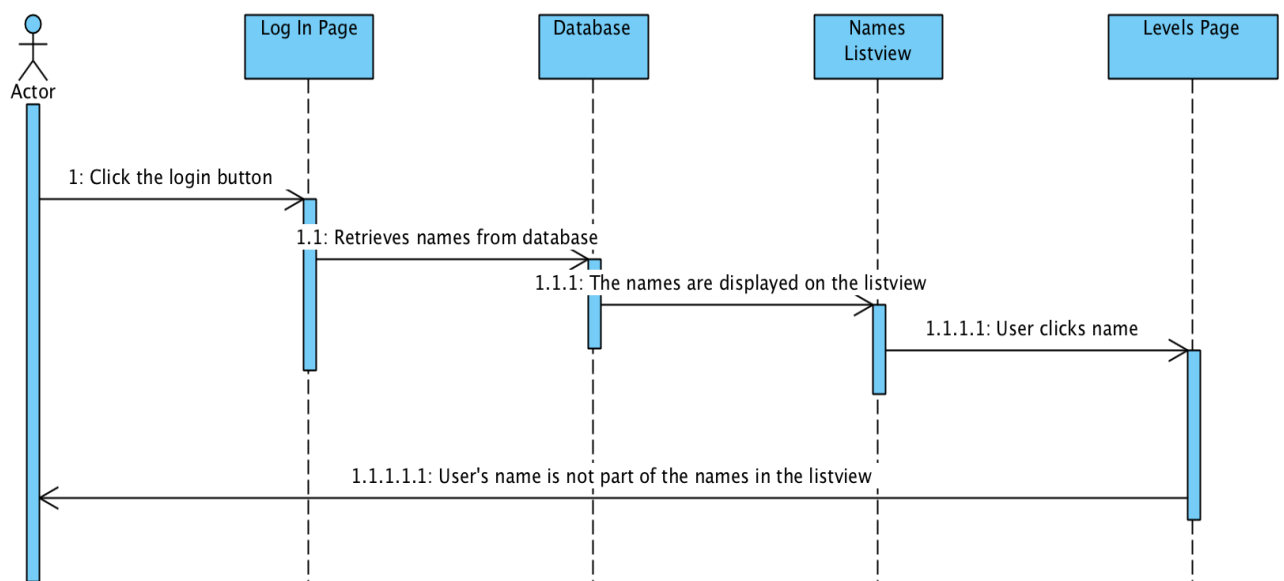 Actor
Log In Page
Database
Names
Listview
Levels Page
1: Click the login button
1.1: Retrieves names from database
1.1.1: The names are displayed on the listview
1.1.1.1: User clicks name
1.1.1.1.1: User's name is not part of the names in the listview